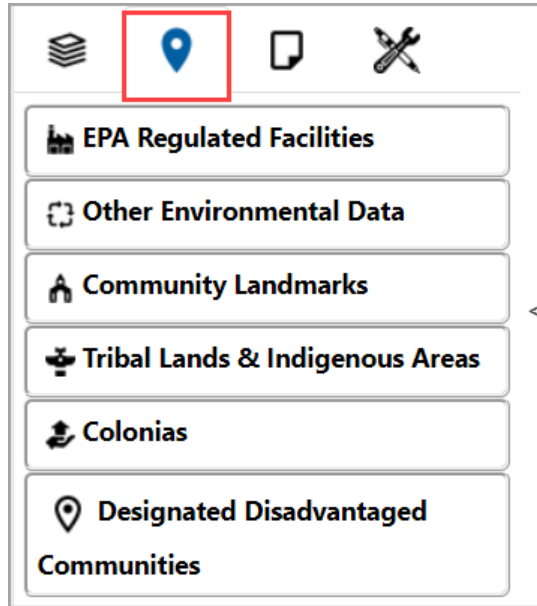 EPA Regulated Facilities
Other Environmental Data
Community Landmarks
Tribal Lands & Indigenous Areas
Colonias
Designated Disadvantaged
Communities